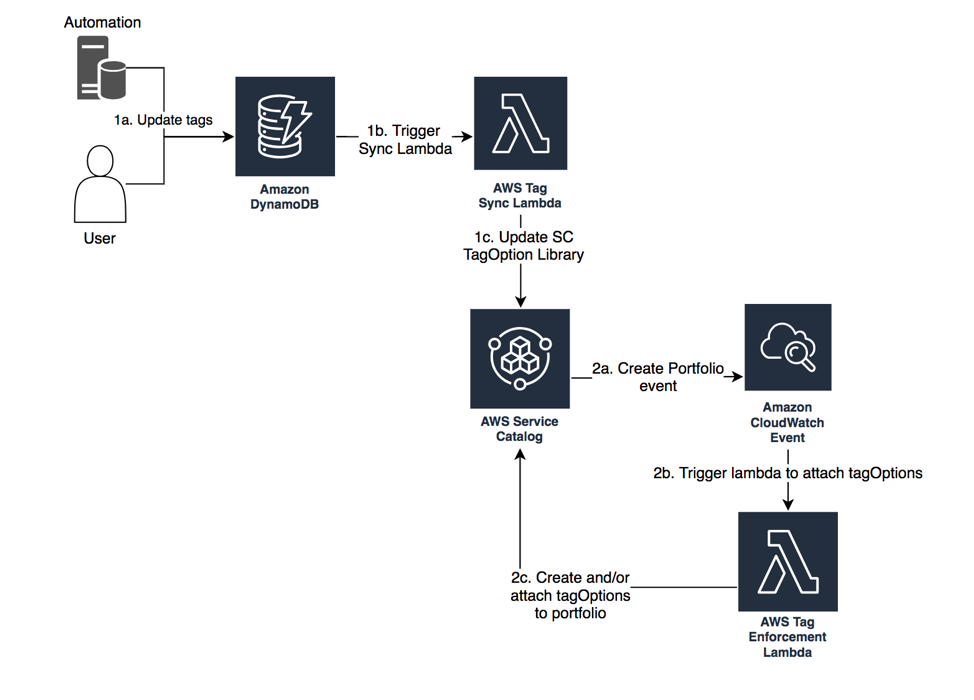 Automation
1a. Update tags
User
Amazon
DynamoDB
1b. Trigger
Sync Lambda
AWS Tag
Sync Lambda
1c. Update SC
TagOption Library
AWS Service
Catalog
2a. Create Portfolio
event
Amazon
CloudWatch
Event
2b. Trigger lambda to attach tagOptions
AWS Tag
Enforcement
Lambda
2c. Create and/or
attach tagOptions
to portfolio